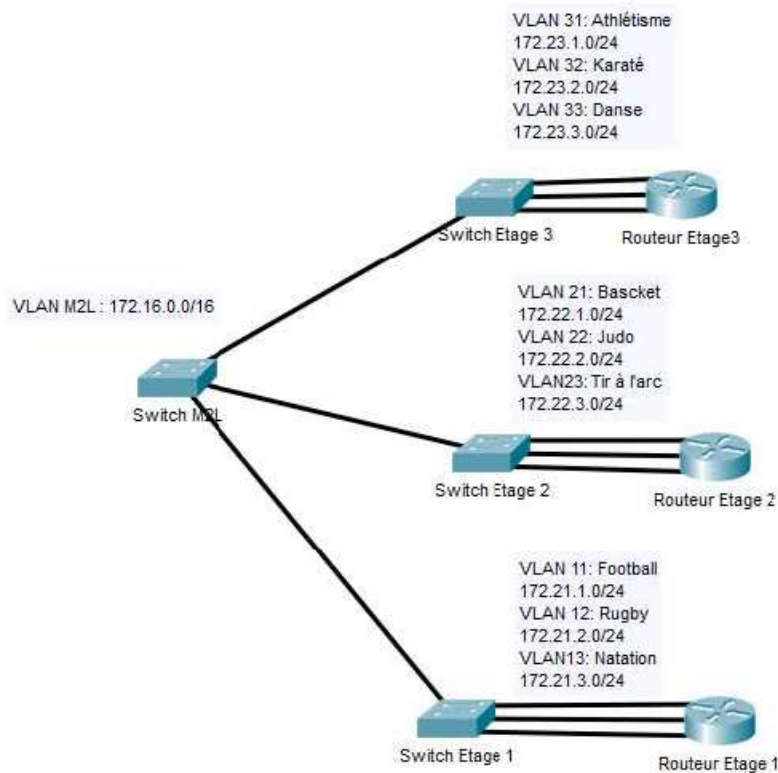 VLAN 31: Athlétisme
172.23.1.0/24
VLAN 32: Karaté
172.23.2.0/24
VLAN 33: Danse
172.23.3.0/24
Switch Etage 3
Routeur Etage3
VLAN M2L : 172.16.0.0/16
Switch M2L
VLAN 21: Bascket
172.22.1.0/24
VLAN 22: Judo
172.22.2.0/24
VLAN23: Tir à l'arc
172.22.3.0/24
Switch Etage 2
Routeur Etage 2
VLAN 11: Football
172.21.1.0/24
VLAN 12: Rugby
172.21.2.0/24
VLAN13: Natation
172.21.3.0/24
Switch Etage 1
Routeur Etage 1